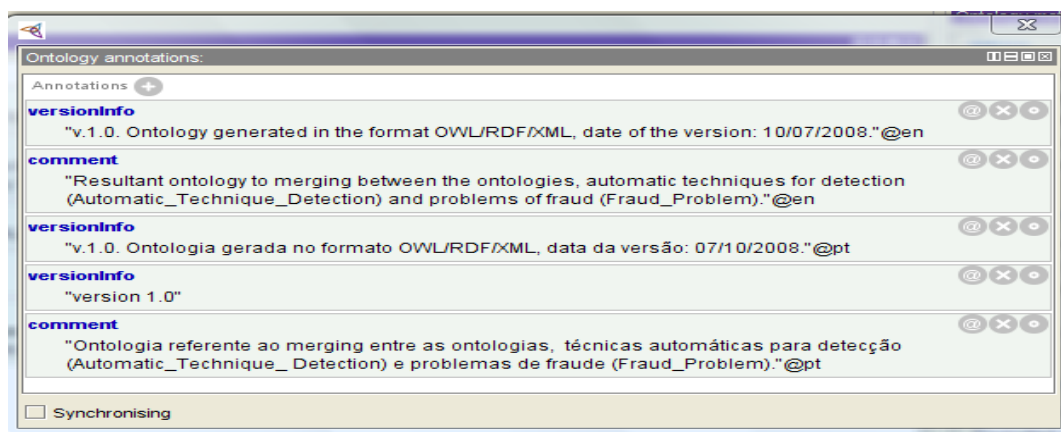 Ontology annotations:
Annotations
versionInfo
"v.1.0. Ontology generated in the format OWL/RDF/XML, date of the version: 10/07/2008."@en
comment
"Resultant ontology to merging between the ontologies, automatic techniques for detection
(Automatic_Technique_Detection) and problems of fraud (Fraud_Problem)."@en
versionInfo
"v.1.0. Ontologia gerada no formato OWL/RDF/XML, data da versão: 07/10/2008."@pt
versionInfo
"version 1.0"
comment
"Ontologia referente ao merging entre as ontologias, técnicas automáticas para detecção
(Automatic_Technique_ Detection) e problemas de fraude (Fraud_Problem)."@pt
Synchronising